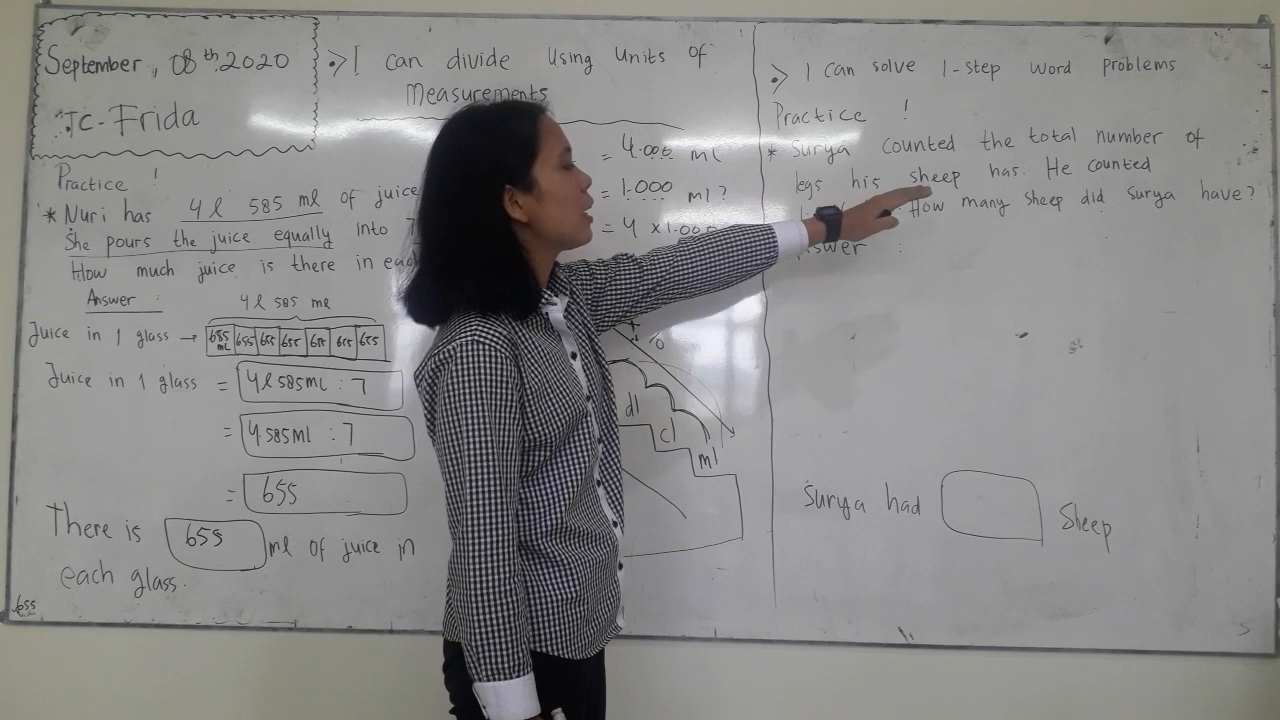 September, 08th 2020
Tc-Frida
Practice !
* Nuri has 4 l 585 ml of juice
She pours the juice equally into 7
How much juice is there in each
Answer :
4 l 585 ml
Juice in 1 glass → 685 ml 655 655 655 655 655 655
Juice in 1 glass = 4l 585 ml : 7
= 4.585ml : 7
= 655
There is 655 ml of juice in
each glass.
655
I can divide Using Units of
Measurements
= 4.000 ml
= 1.000 ml ?
= 4 x 1.000
dl
cl
ml
I can solve 1-step word problems
Practice !
* Surya counted the total number of
legs his sheep has. He counted
How many sheep did Surya have?
Answer :
Surya had Sheep